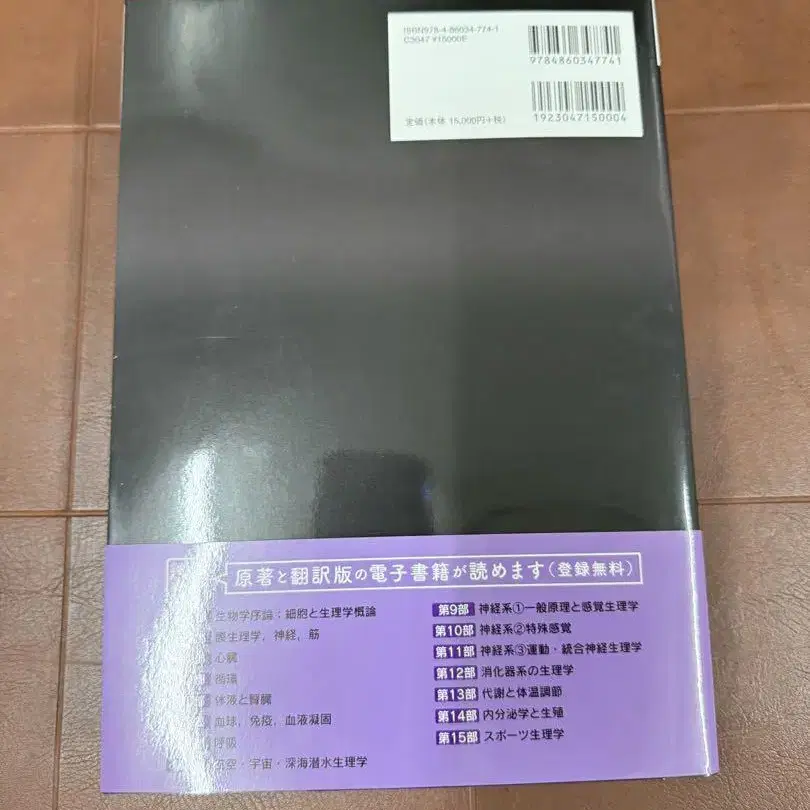 ISBN978-4-86034-774-1
C3047 ¥15000E
9784860347741
定価(本体 15,000円+税)
1923047150004
原著と翻訳版の電子書籍が読めます(登録無料)
生物学序論:細胞と生理学概論
膜生理学,神経,筋
心臓
循環
体液と腎臓
血球,免疫,血液凝固
呼吸
航空・宇宙・深海潜水生理学
第9部 神経系①一般原理と感覚生理学
第10部 神経系②特殊感覚
第11部 神経系③運動・統合神経生理学
第12部 消化器系の生理学
第13部 代謝と体温調節
第14部 内分泌学と生殖
第15部 スポーツ生理学